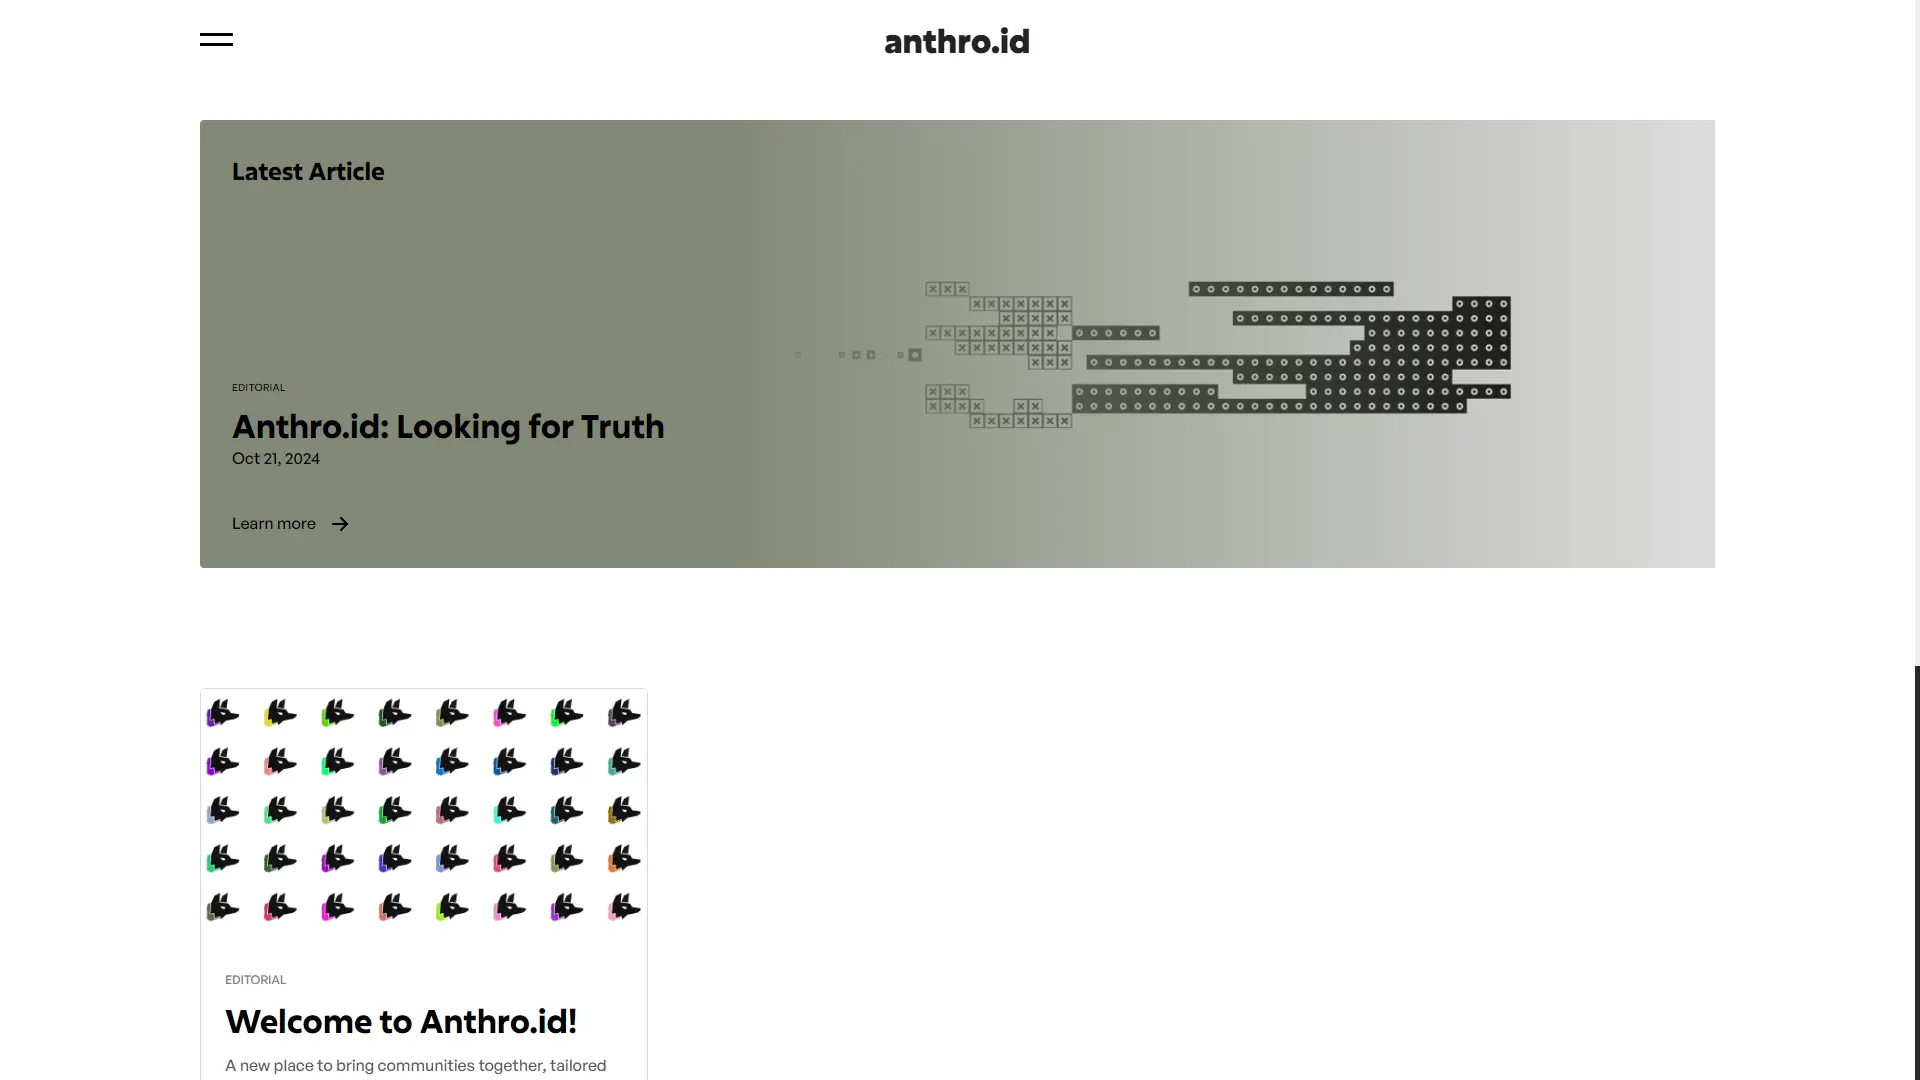 anthro.id
Latest Article
EDITORIAL
Anthro.id: Looking for Truth
Oct 21, 2024
Learn more
EDITORIAL
Welcome to Anthro.id!
A new place to bring communities together, tailored